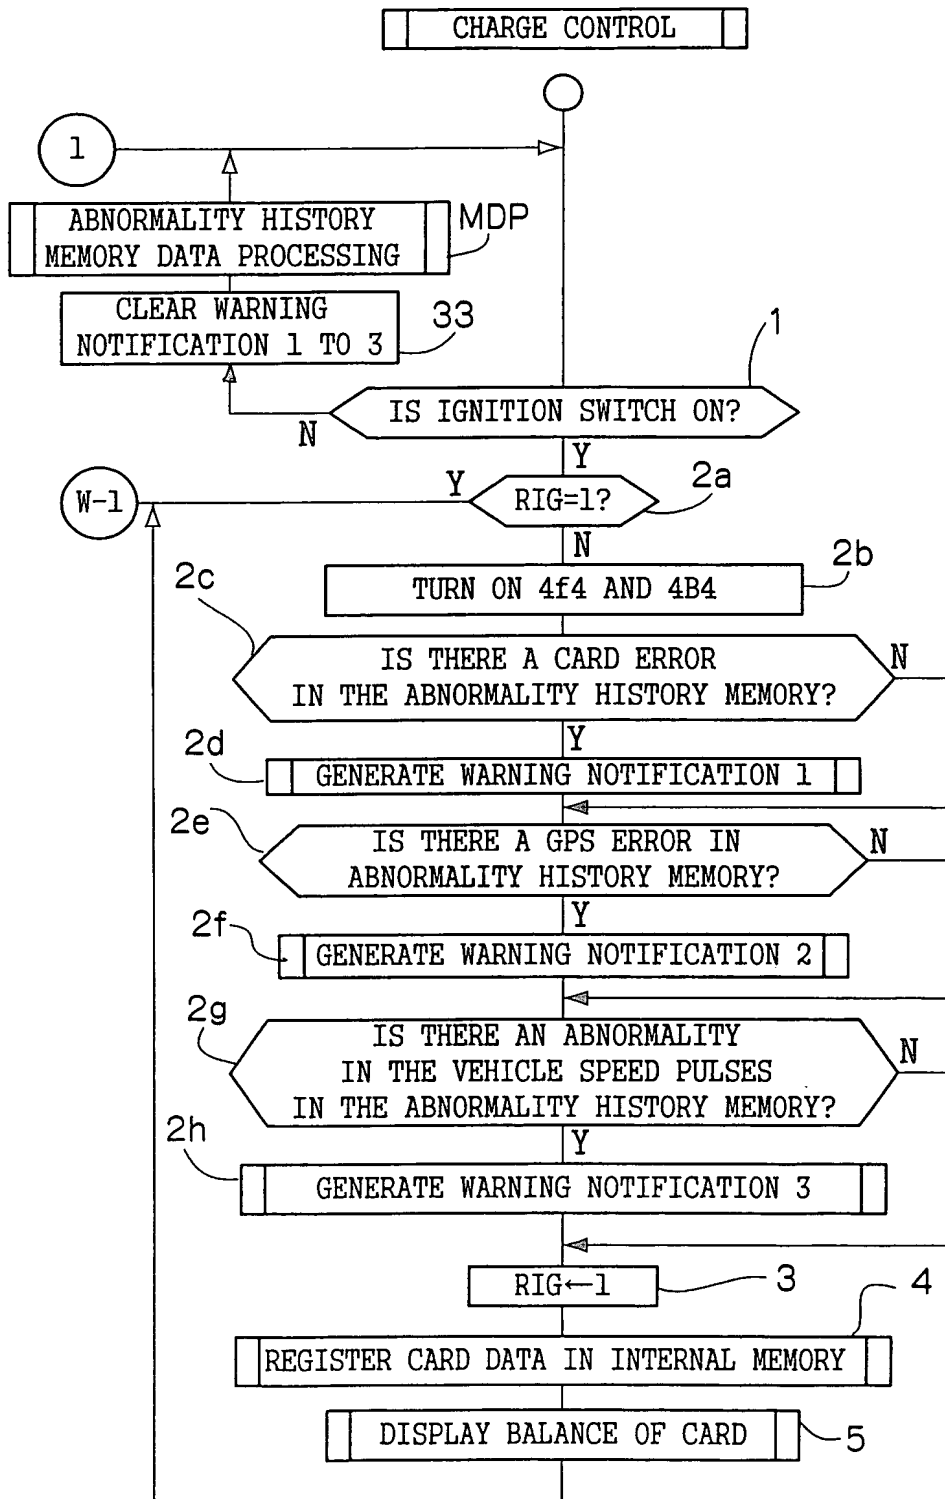 CHARGE CONTROL
1
ABNORMALITY HISTORY
MEMORY DATA PROCESSING
MDP
CLEAR WARNING
NOTIFICATION 1 TO 3
33
1
IS IGNITION SWITCH ON?
N
Y
W-1
Y
RIG=1?
2a
N
2b
TURN ON 4f4 AND 4B4
2c
IS THERE A CARD ERROR
IN THE ABNORMALITY HISTORY MEMORY?
N
Y
2d
GENERATE WARNING NOTIFICATION 1
2e
IS THERE A GPS ERROR IN
ABNORMALITY HISTORY MEMORY?
N
Y
2f
GENERATE WARNING NOTIFICATION 2
2g
IS THERE AN ABNORMALITY
IN THE VEHICLE SPEED PULSES
IN THE ABNORMALITY HISTORY MEMORY?
N
Y
2h
GENERATE WARNING NOTIFICATION 3
RIG←1
3
4
REGISTER CARD DATA IN INTERNAL MEMORY
DISPLAY BALANCE OF CARD
5